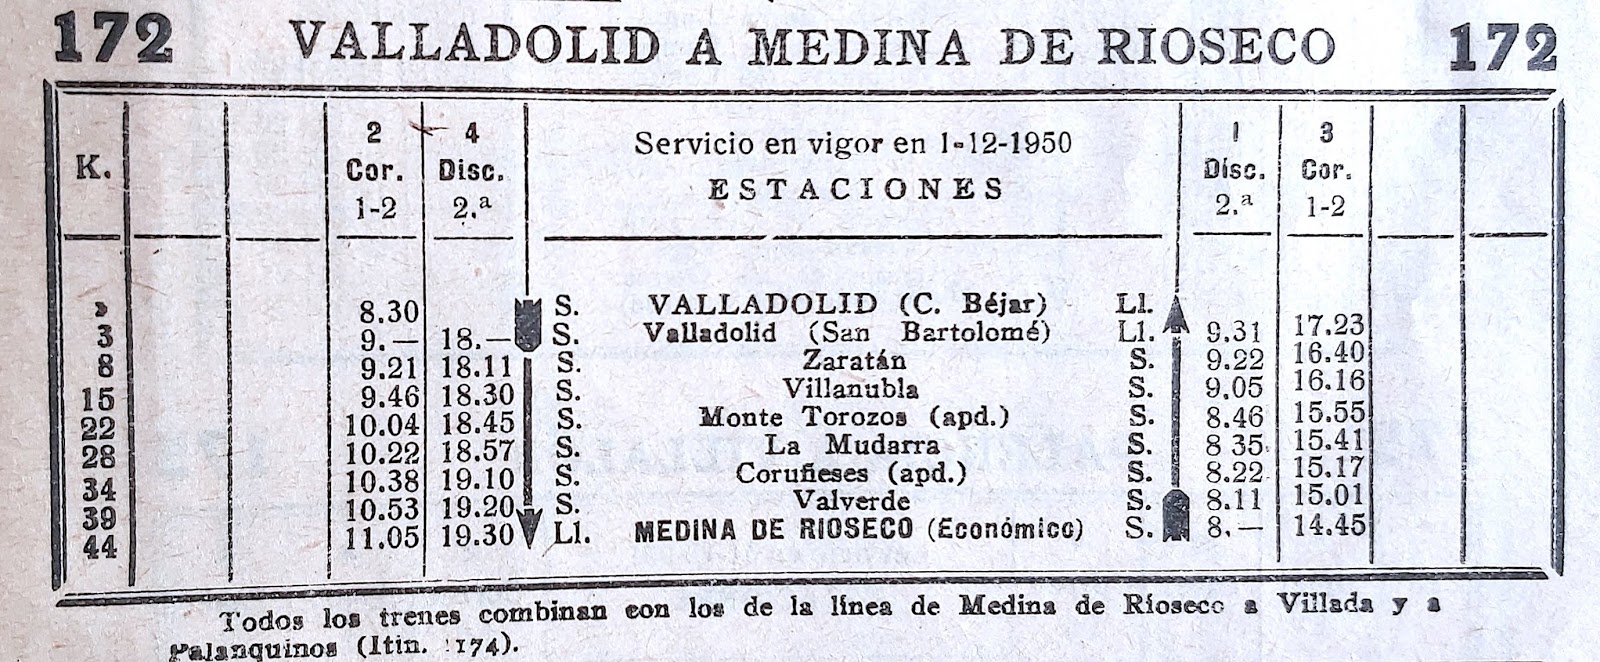 172 VALLADOLID A MEDINA DE RIOSECO 172
K. 2 4 Servicio en vigor en 1-12-1950 1 3
Cor. Disc. ESTACIONES Disc. Cor.
1-2 2.ª 2.ª 1-2
» 8.30 S. VALLADOLID (C. Béjar) Ll.
3 9.— 18.— S. Valladolid (San Bartolomé) Ll. 9.31 17.23
8 9.21 18.11 S. Zaratán S. 9.22 16.40
15 9.46 18.30 S. Villanubla S. 9.05 16.16
22 10.04 18.45 S. Monte Torozos (apd.) S. 8.46 15.55
28 10.22 18.57 S. La Mudarra S. 8 35 15.41
34 10.38 19.10 S. Coruñeses (apd.) S. 8.22 15.17
39 10.53 19.20 S. Valverde S. 8.11 15.01
44 11.05 19.30 Ll. MEDINA DE RIOSECO (Económico) S. 8.— 14.45
Todos los trenes combinan con los de la línea de Medina de Ríoseco a Villada y a
Palanquinos (Itin. 174).